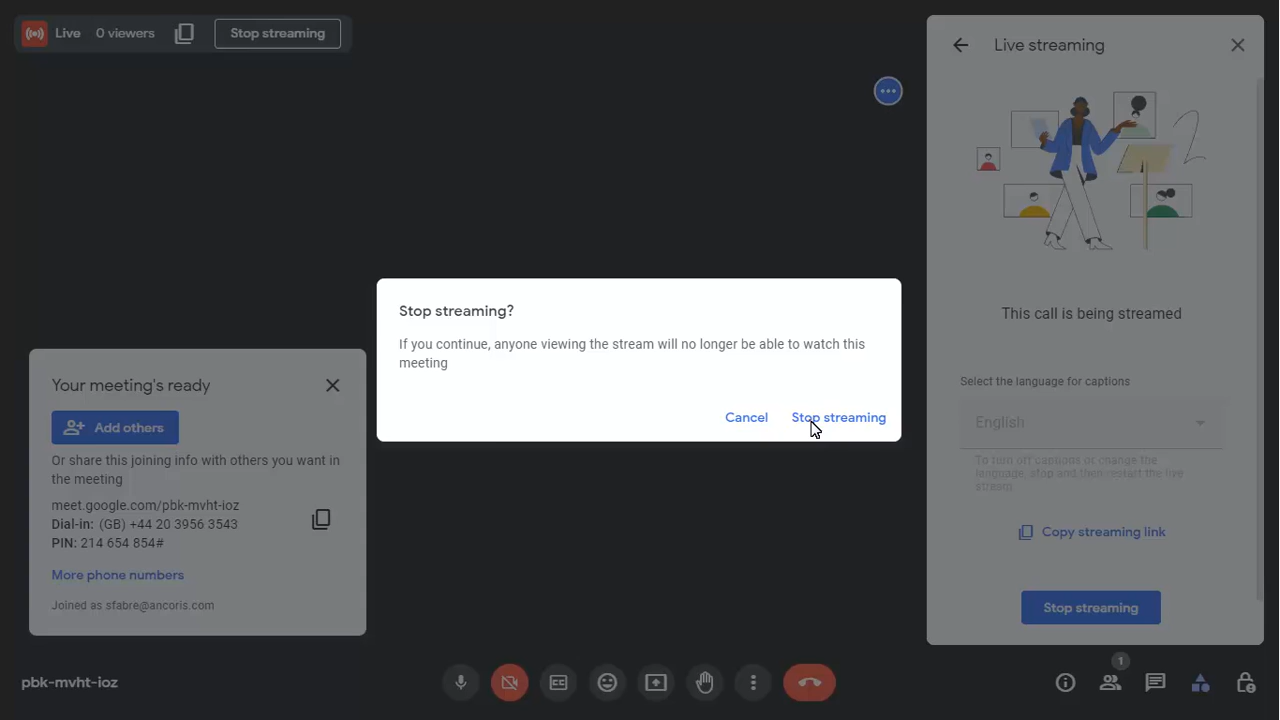 Live 0 viewers Stop streaming
Live streaming
This call is being streamed
Select the language for captions
English
To turn off captions or change the
language, stop and then restart the live
stream.
Copy streaming link
Stop streaming
Stop streaming?
If you continue, anyone viewing the stream will no longer be able to watch this
meeting
Cancel Stop streaming
Your meeting's ready
Add others
Or share this joining info with others you want in
the meeting
meet.google.com/pbk-mvht-ioz
Dial-in: (GB) +44 20 3956 3543
PIN: 214 654 854#
More phone numbers
Joined as sfabre@ancoris.com
pbk-mvht-ioz
1